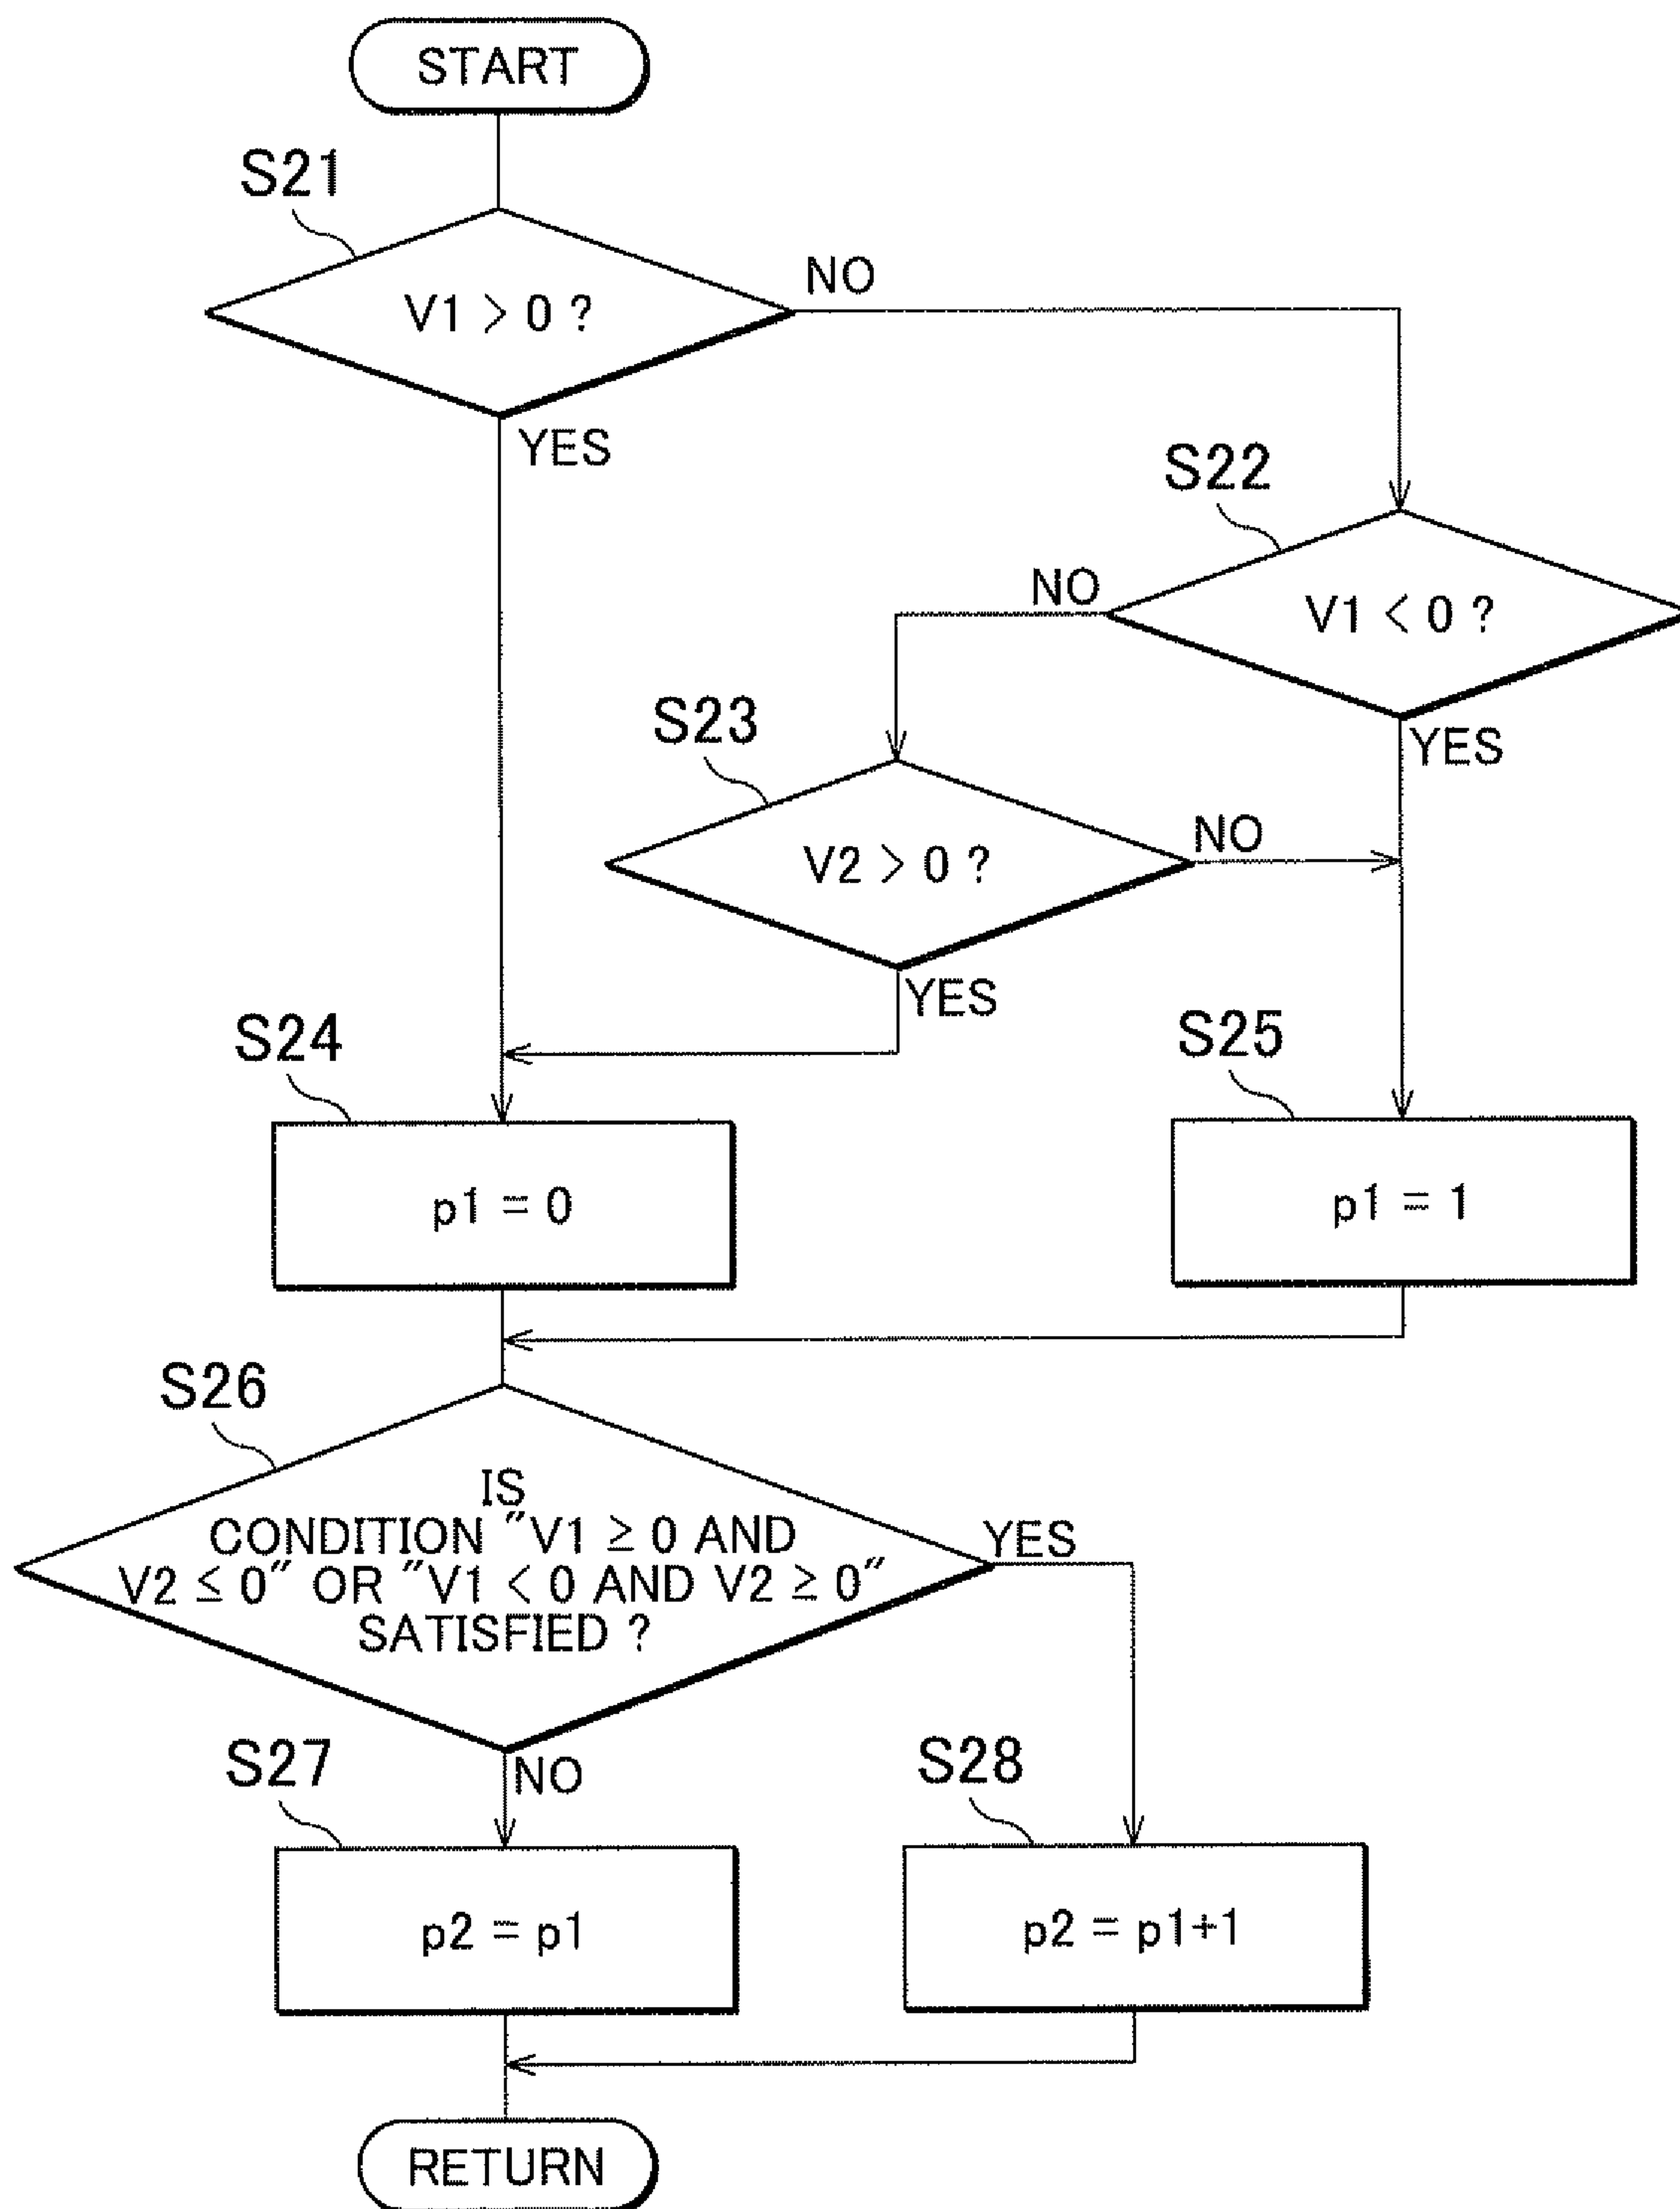 START
S21
V1 > 0 ?
NO
YES
S22
V1 < 0 ?
NO
YES
S23
V2 > 0 ?
NO
YES
S24
p1 = 0
S25
p1 = 1
S26
IS
CONDITION "V1 ≥ 0 AND
V2 ≤ 0" OR "V1 < 0 AND V2 ≥ 0"
SATISFIED ?
YES
NO
S27
p2 = p1
S28
p2 = p1+1
RETURN